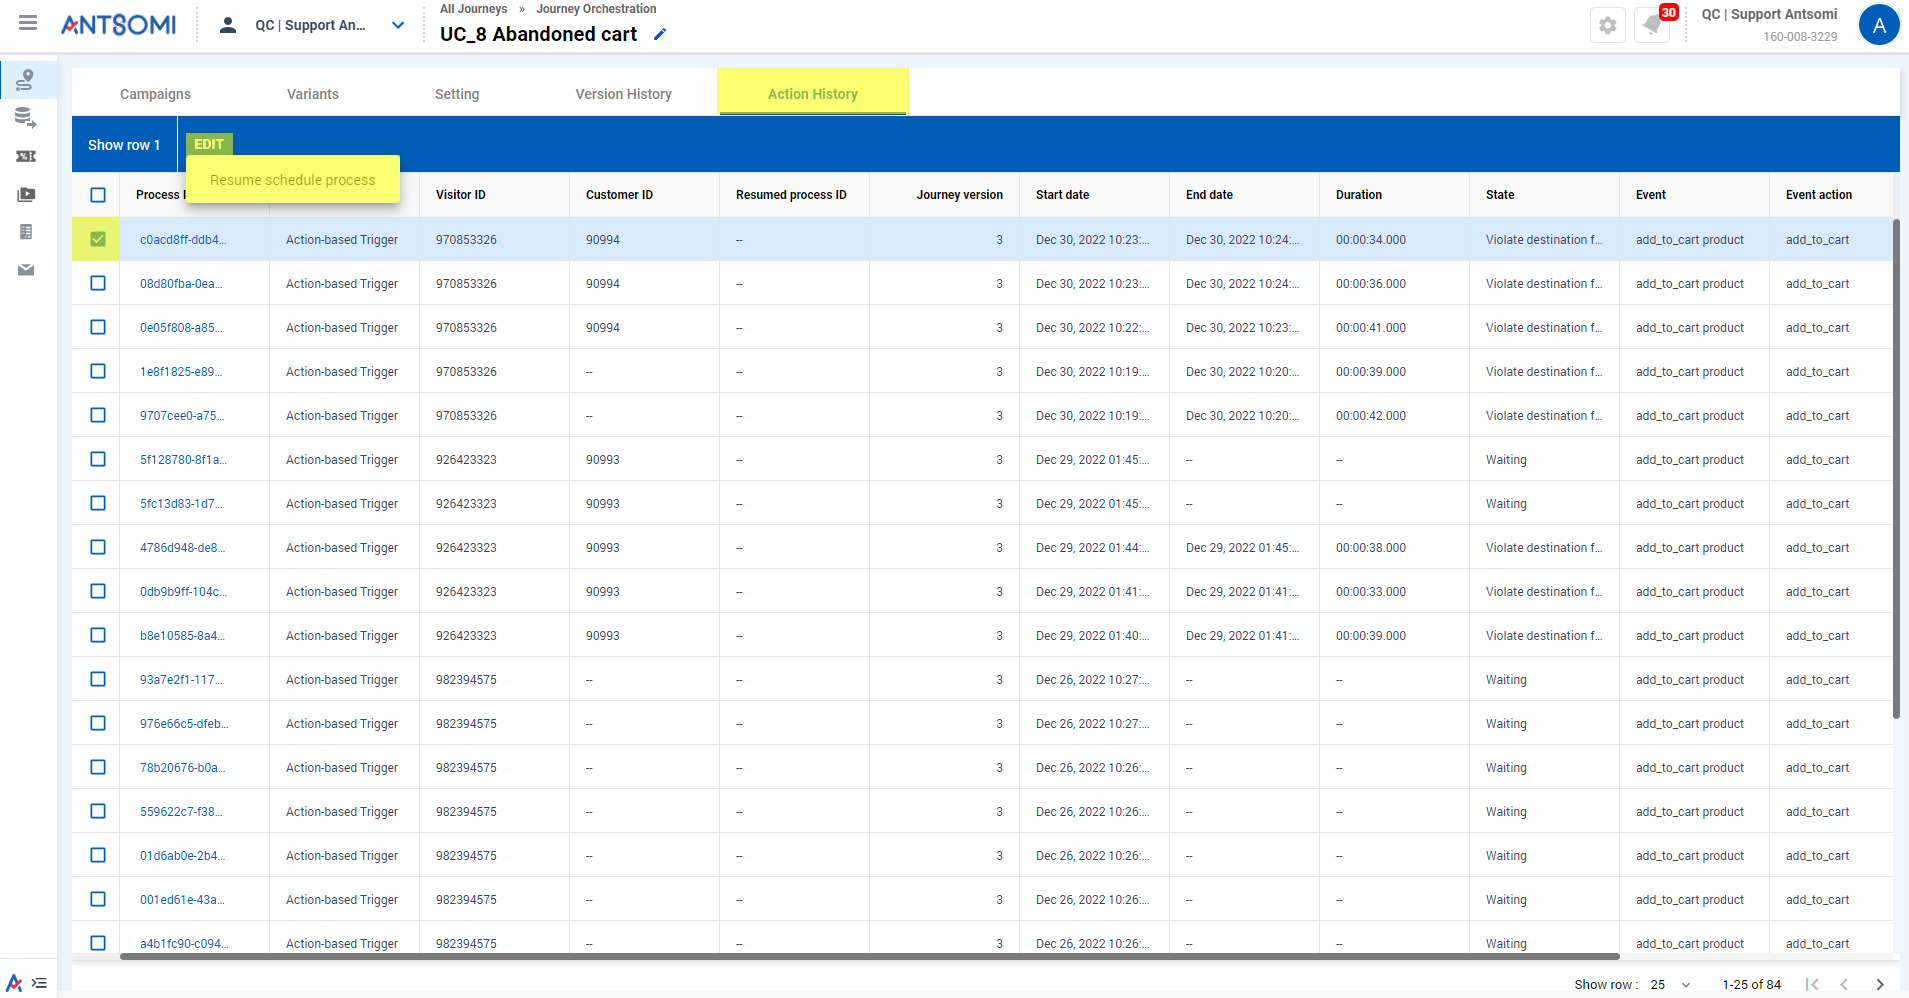 ANTSOMI
QC | Support An...
All Journeys » Journey Orchestration
UC_8 Abandoned cart
30
QC | Support Antsomi
160-008-3229
A
Campaigns Variants Setting Version History Action History
Show row 1 EDIT
Resume schedule process
Process Visitor ID Customer ID Resumed process ID Journey version Start date End date Duration State Event Event action
c0acd8ff-ddb4... Action-based Trigger 970853326 90994 -- 3 Dec 30, 2022 10:23:... Dec 30, 2022 10:24:... 00:00:34.000 Violate destination f... add_to_cart product add_to_cart
08d80fba-0ea... Action-based Trigger 970853326 90994 -- 3 Dec 30, 2022 10:23:... Dec 30, 2022 10:24:... 00:00:36.000 Violate destination f... add_to_cart product add_to_cart
0e05f808-a85... Action-based Trigger 970853326 90994 -- 3 Dec 30, 2022 10:22:... Dec 30, 2022 10:23:... 00:00:41.000 Violate destination f... add_to_cart product add_to_cart
1e8f1825-e89... Action-based Trigger 970853326 -- -- 3 Dec 30, 2022 10:19:... Dec 30, 2022 10:20:... 00:00:39.000 Violate destination f... add_to_cart product add_to_cart
9707cee0-a75... Action-based Trigger 970853326 -- -- 3 Dec 30, 2022 10:19:... Dec 30, 2022 10:20:... 00:00:42.000 Violate destination f... add_to_cart product add_to_cart
5f128780-8f1a... Action-based Trigger 926423323 90993 -- 3 Dec 29, 2022 01:45:... -- -- Waiting add_to_cart product add_to_cart
5fc13d83-1d7... Action-based Trigger 926423323 90993 -- 3 Dec 29, 2022 01:45:... -- -- Waiting add_to_cart product add_to_cart
4786d948-de8... Action-based Trigger 926423323 90993 -- 3 Dec 29, 2022 01:44:... Dec 29, 2022 01:45:... 00:00:38.000 Violate destination f... add_to_cart product add_to_cart
0db9b9ff-104c... Action-based Trigger 926423323 90993 -- 3 Dec 29, 2022 01:41:... Dec 29, 2022 01:41:... 00:00:33.000 Violate destination f... add_to_cart product add_to_cart
b8e10585-8a4... Action-based Trigger 926423323 90993 -- 3 Dec 29, 2022 01:40:... Dec 29, 2022 01:41:... 00:00:39.000 Violate destination f... add_to_cart product add_to_cart
93a7e2f1-117... Action-based Trigger 982394575 -- -- 3 Dec 26, 2022 10:27:... -- -- Waiting add_to_cart product add_to_cart
976e66c5-dfeb... Action-based Trigger 982394575 -- -- 3 Dec 26, 2022 10:27:... -- -- Waiting add_to_cart product add_to_cart
78b20676-b0a... Action-based Trigger 982394575 -- -- 3 Dec 26, 2022 10:26:... -- -- Waiting add_to_cart product add_to_cart
559622c7-f38... Action-based Trigger 982394575 -- -- 3 Dec 26, 2022 10:26:... -- -- Waiting add_to_cart product add_to_cart
01d6ab0e-2b4... Action-based Trigger 982394575 -- -- 3 Dec 26, 2022 10:26:... -- -- Waiting add_to_cart product add_to_cart
001ed61e-43a... Action-based Trigger 982394575 -- -- 3 Dec 26, 2022 10:26:... -- -- Waiting add_to_cart product add_to_cart
a4b1fc90-c094... Action-based Trigger 982394575 -- -- 3 Dec 26, 2022 10:26:... -- -- Waiting add_to_cart product add_to_cart
Show row : 25 1-25 of 84